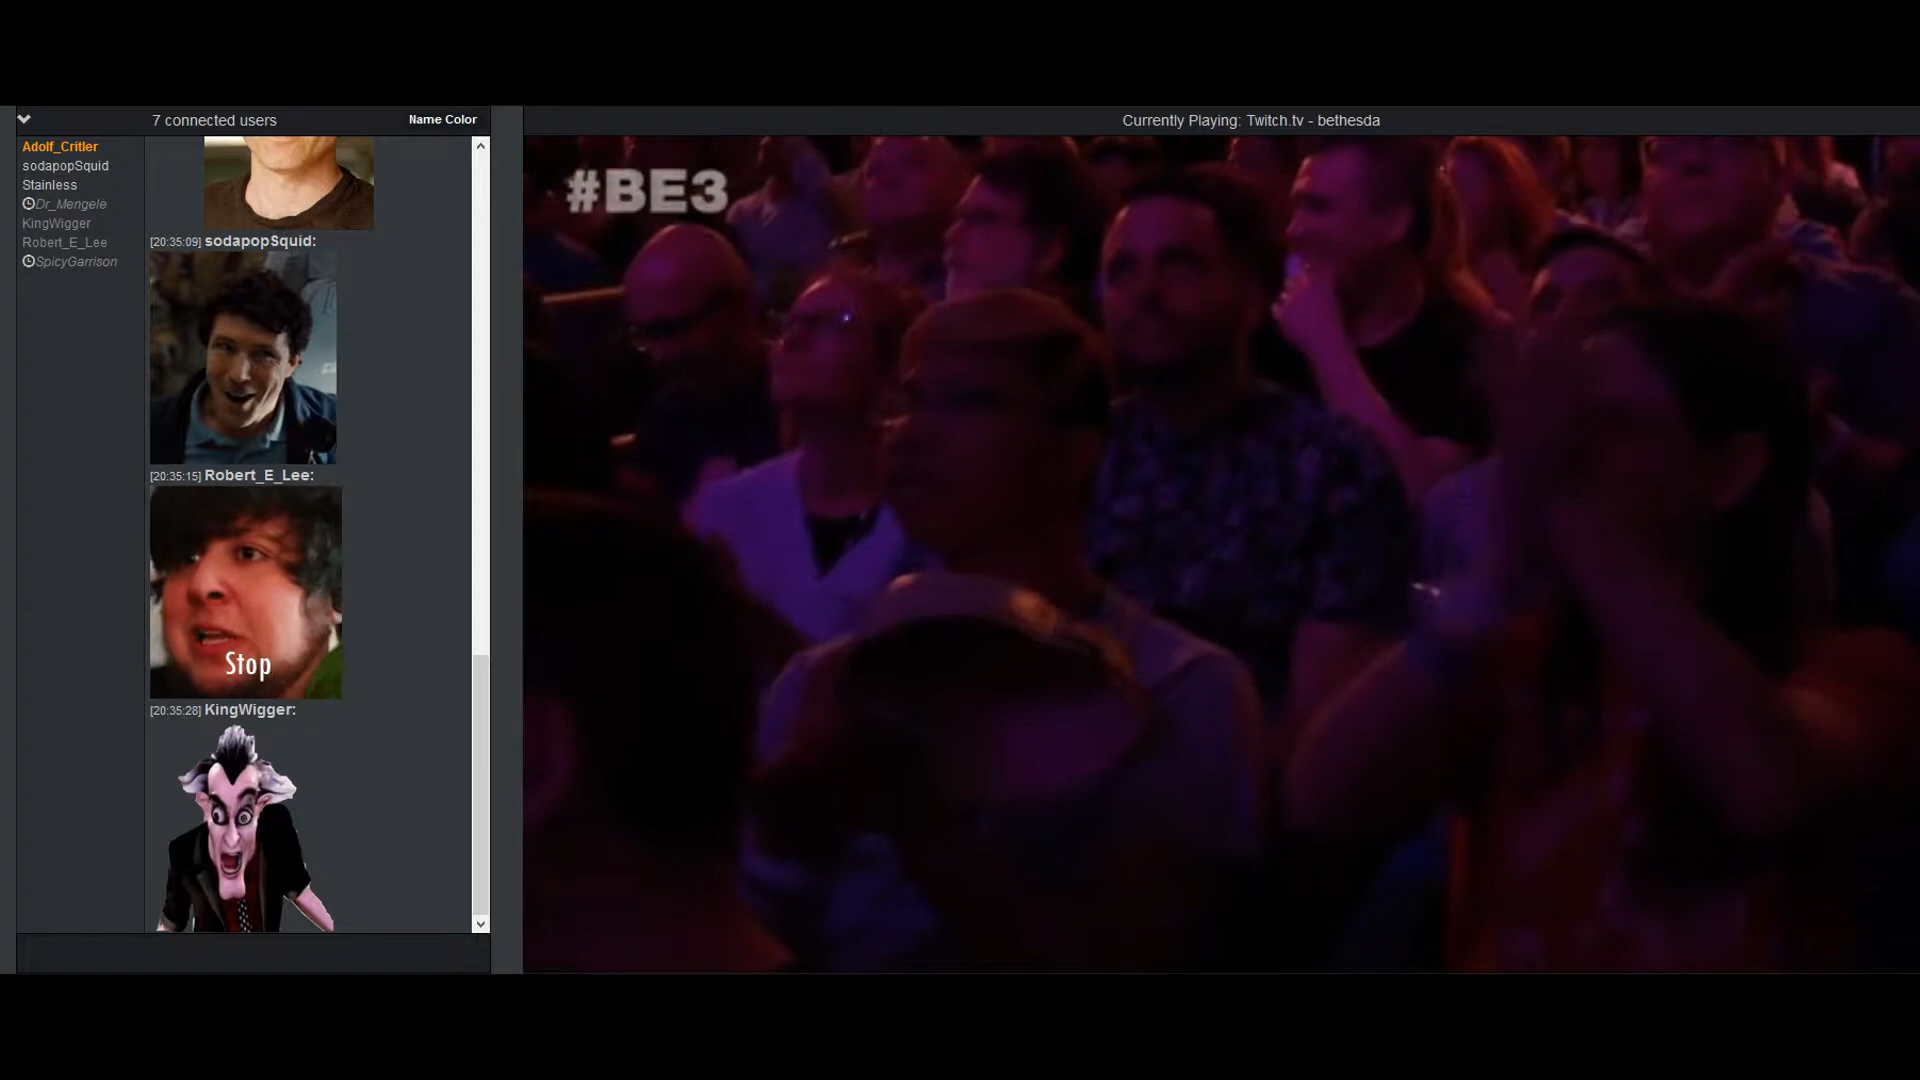 7 connected users
Name Color
Currently Playing: Twitch.tv - bethesda
Adolf_Critler
sodapopSquid
Stainless
Dr_Mengele
KingWigger
Robert_E_Lee
SpicyGarrison
[20:35:09] sodapopSquid:
[20:35:15] Robert_E_Lee:
Stop
[20:35:28] KingWigger:
#BE3